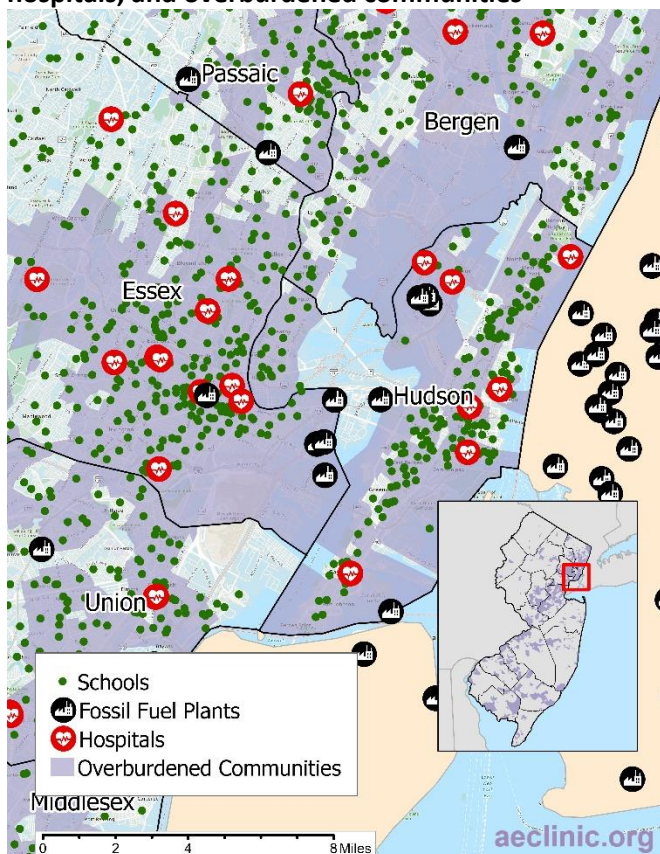 hospitals, and overburdened communities
Passaic
Bergen
Essex
Hudson
Union
Schools
Fossil Fuel Plants
Hospitals
Overburdened Communities
Middlesex
0 2 4 8 Miles
aeclinic.org